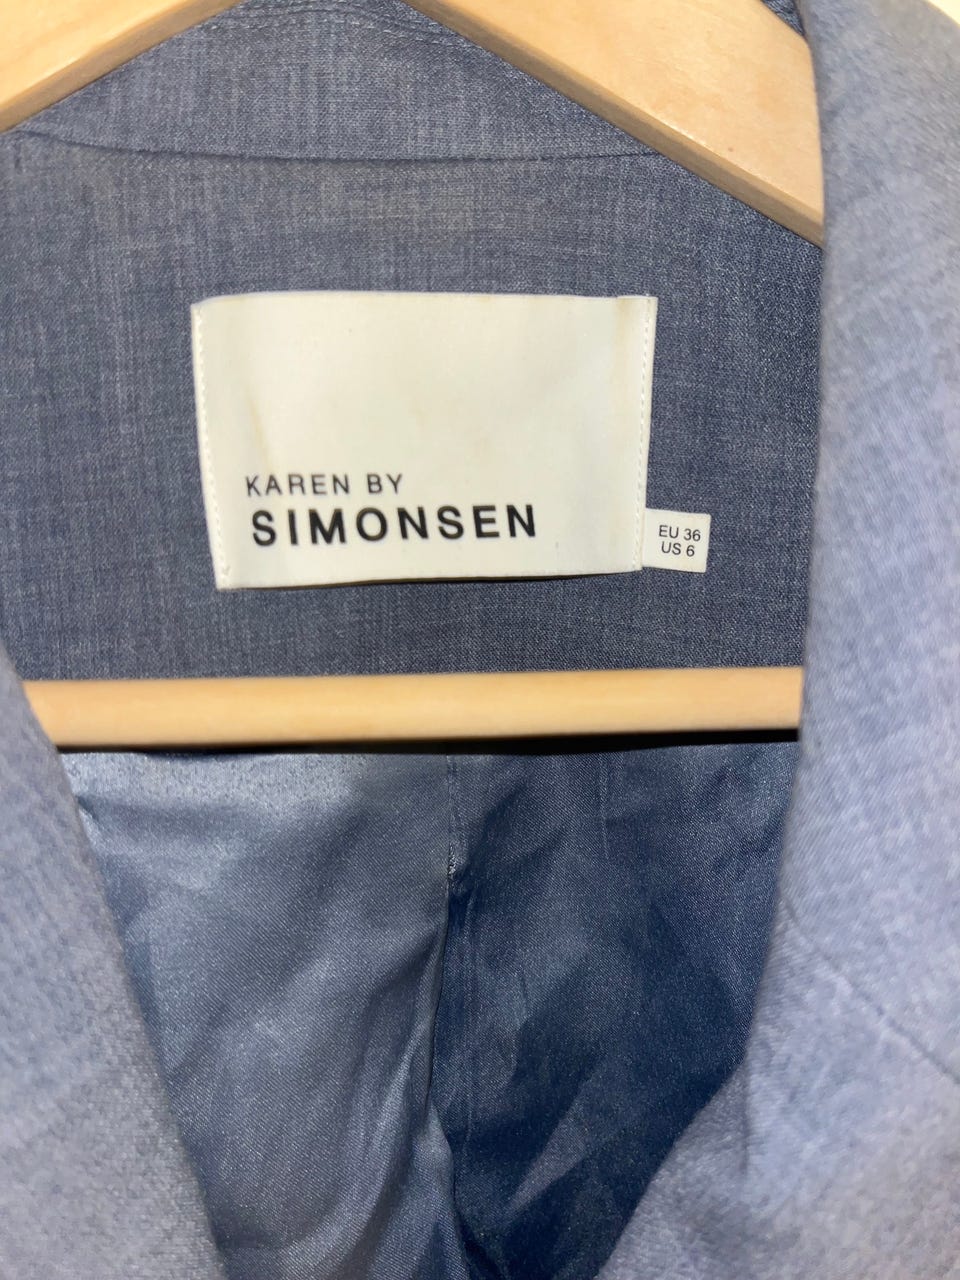 KAREN BY
SIMONSEN
EU 36
US 6